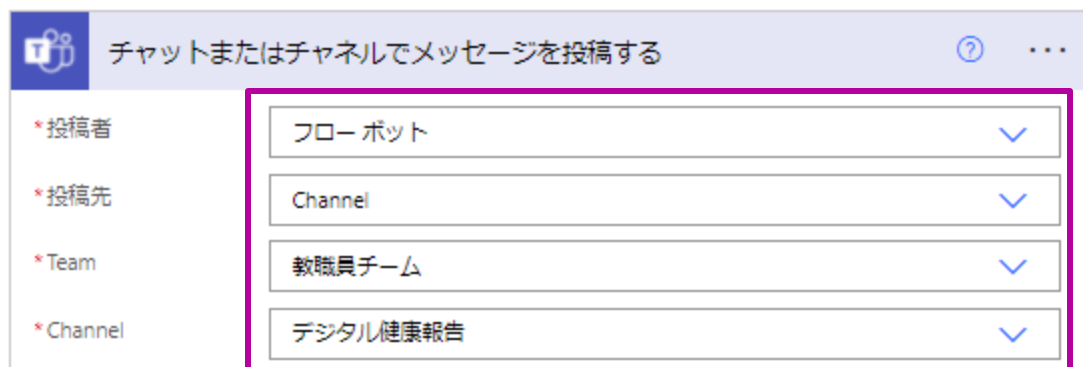 チャットまたはチャネルでメッセージを投稿する
*投稿者 フロー ボット
*投稿先 Channel
*Team 教職員チーム
*Channel デジタル健康報告